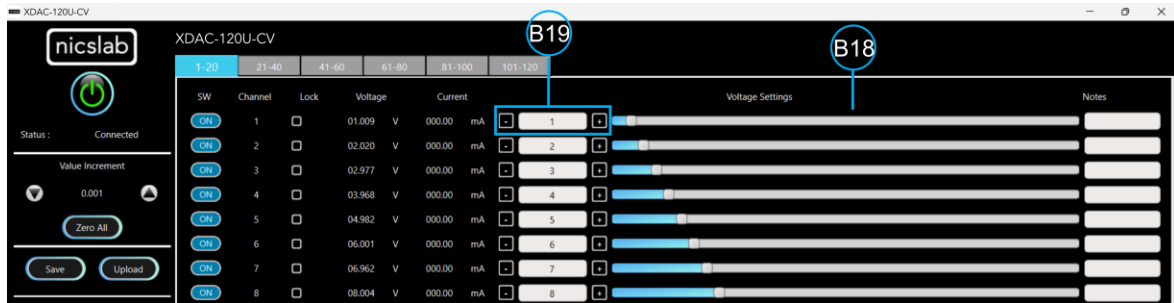 XDAC-120U-CV
nicslab
XDAC-120U-CV
B19
B18
1-20 21-40 41-60 61-80 81-100 101-120
SW Channel Lock Voltage Current Voltage Settings Notes
ON 1 01.009 V 000.00 mA - 1 +
Status : Connected
ON 2 02.020 V 000.00 mA - 2 +
Value Increment
ON 3 02.977 V 000.00 mA - 3 +
0.001
ON 4 03.968 V 000.00 mA - 4 +
Zero All
ON 5 04.982 V 000.00 mA - 5 +
ON 6 06.001 V 000.00 mA - 6 +
Save Upload
ON 7 06.962 V 000.00 mA - 7 +
ON 8 08.004 V 000.00 mA - 8 +